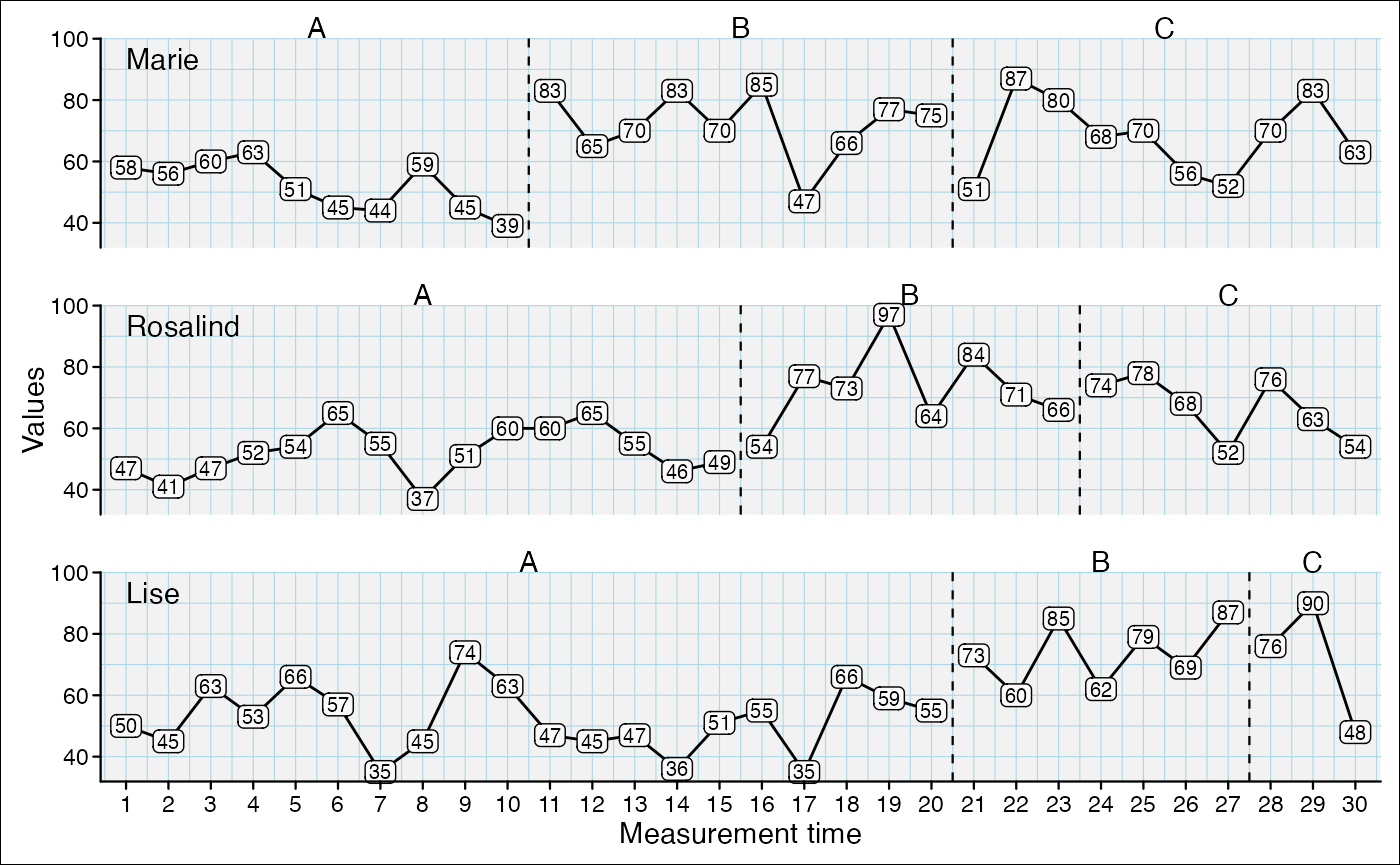 A B C
100
Marie
80
60
40
58 56 60 63 51 45 44 59 45 39 83 65 70 83 70 85 47 66 77 75 51 87 80 68 70 56 52 70 83 63
A B C
100
Rosalind
80
60
40
47 41 47 52 54 65 55 37 51 60 60 65 55 46 49 54 77 73 97 64 84 71 66 74 78 68 52 76 63 54
Values
A B C
100
Lise
80
60
40
50 45 63 53 66 57 35 45 74 63 47 45 47 36 51 55 35 66 59 55 73 60 85 62 79 69 87 76 90 48
1 2 3 4 5 6 7 8 9 10 11 12 13 14 15 16 17 18 19 20 21 22 23 24 25 26 27 28 29 30
Measurement time